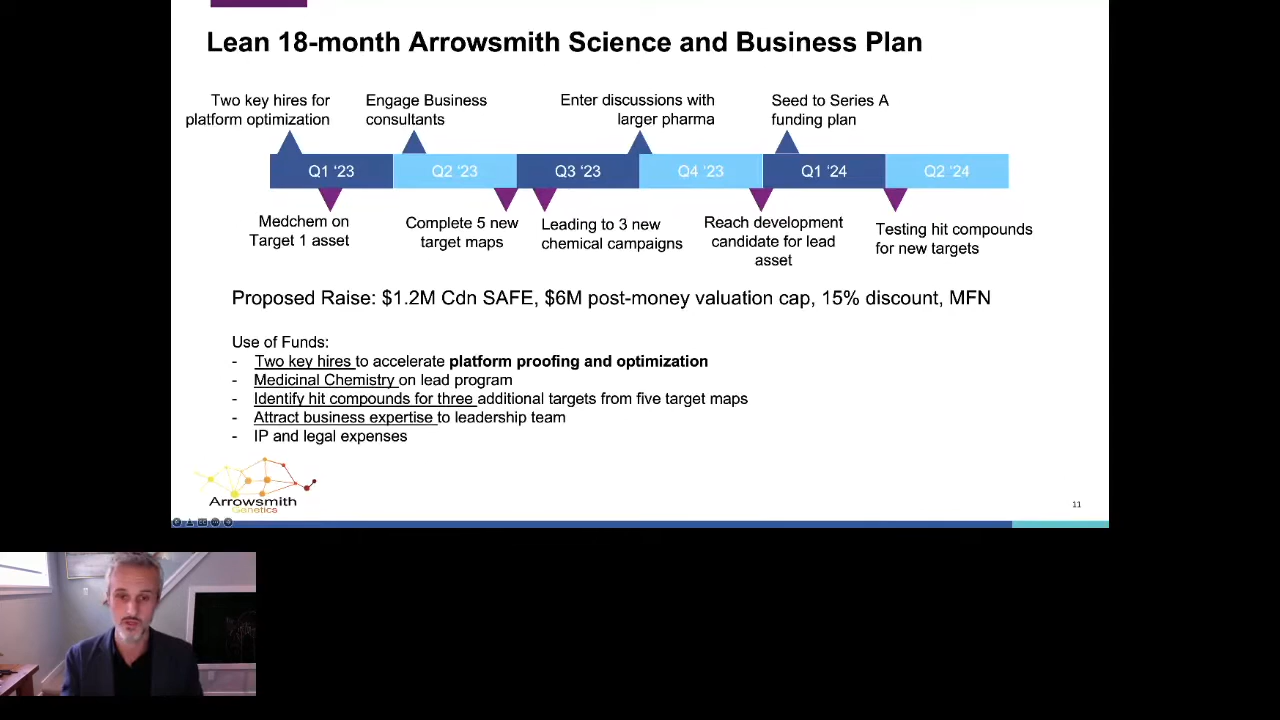 Lean 18-month Arrowsmith Science and Business Plan
Two key hires for
platform optimization
Engage Business
consultants
Enter discussions with
larger pharma
Seed to Series A
funding plan
Q1 ‘23
Q2 ‘23
Q3 ‘23
Q4 ‘23
Q1 ‘24
Q2 ‘24
Medchem on
Target 1 asset
Complete 5 new
target maps
Leading to 3 new
chemical campaigns
Reach development
candidate for lead
asset
Testing hit compounds
for new targets
Proposed Raise: $1.2M Cdn SAFE, $6M post-money valuation cap, 15% discount, MFN
Use of Funds:
- Two key hires to accelerate platform proofing and optimization
- Medicinal Chemistry on lead program
- Identify hit compounds for three additional targets from five target maps
- Attract business expertise to leadership team
- IP and legal expenses
Arrowsmith
Genetics
11